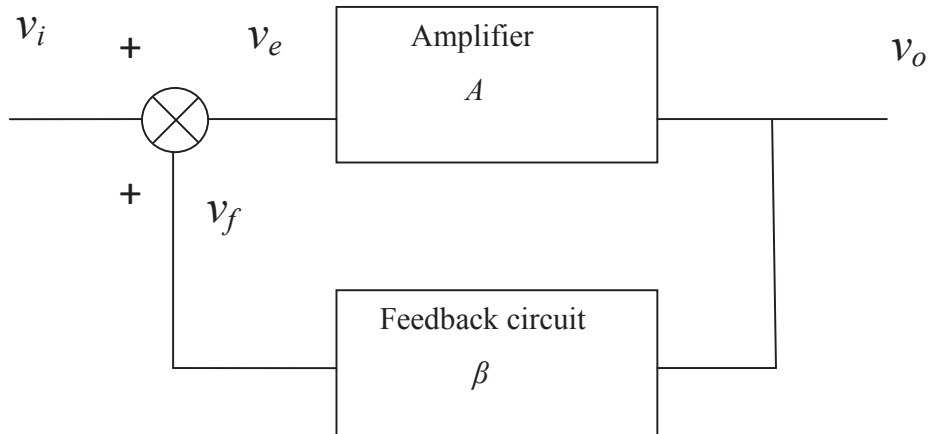 v_i
+
v_e
Amplifier
A
v_o
+
v_f
Feedback circuit
β